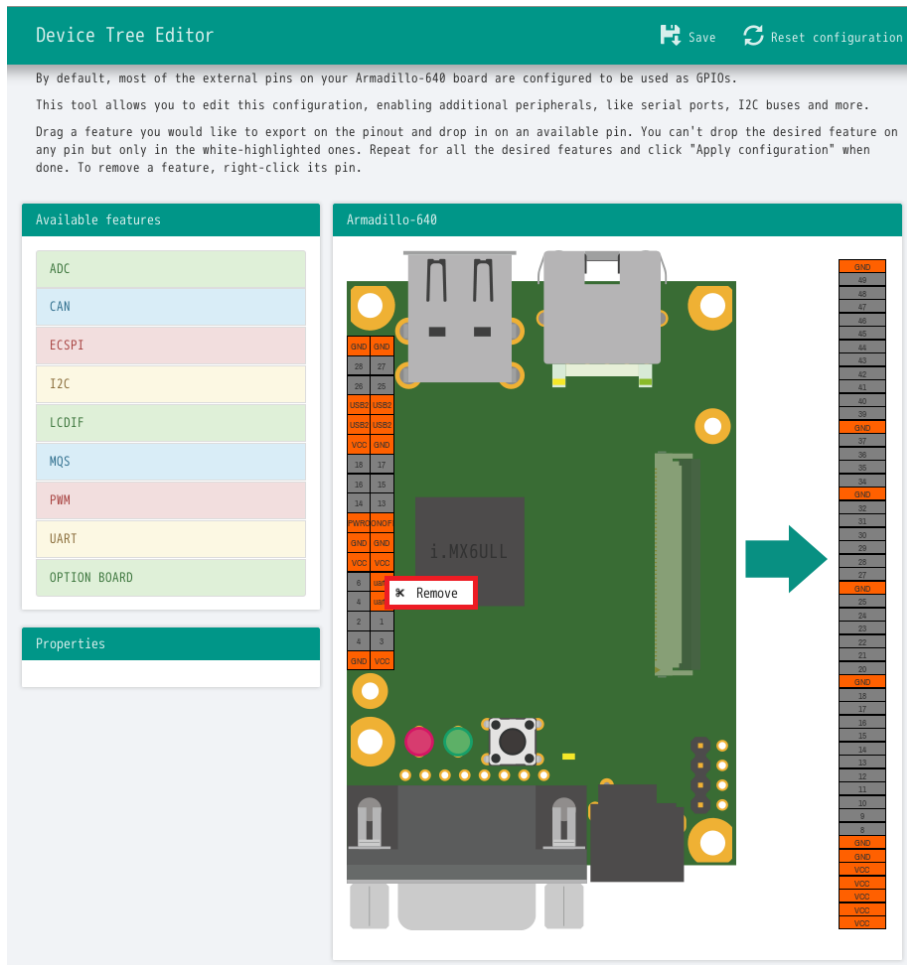 Device Tree Editor
Save
Reset configuration
By default, most of the external pins on your Armadillo-640 board are configured to be used as GPIOs.
This tool allows you to edit this configuration, enabling additional peripherals, like serial ports, I2C buses and more.
Drag a feature you would like to export on the pinout and drop in on an available pin. You can't drop the desired feature on
any pin but only in the white-highlighted ones. Repeat for all the desired features and click "Apply configuration" when
done. To remove a feature, right-click its pin.
Available features
ADC
CAN
ECSPI
I2C
LCDIF
MQS
PWM
UART
OPTION BOARD
Properties
Armadillo-640
GND GND
28 27
26 25
USB2 USB2
USB2 USB2
VCC GND
18 17
16 15
14 13
PWRO ONOF
GND GND
VCC VCC
6
4
2 1
4 3
GND VCC
i.MX6ULL
Remove
GND
49
48
47
46
45
44
43
42
41
40
39
GND
37
36
35
34
GND
32
31
30
29
28
27
GND
25
24
23
22
21
20
GND
18
17
16
15
14
13
12
11
10
9
8
GND
GND
VCC
VCC
VCC
VCC
VCC